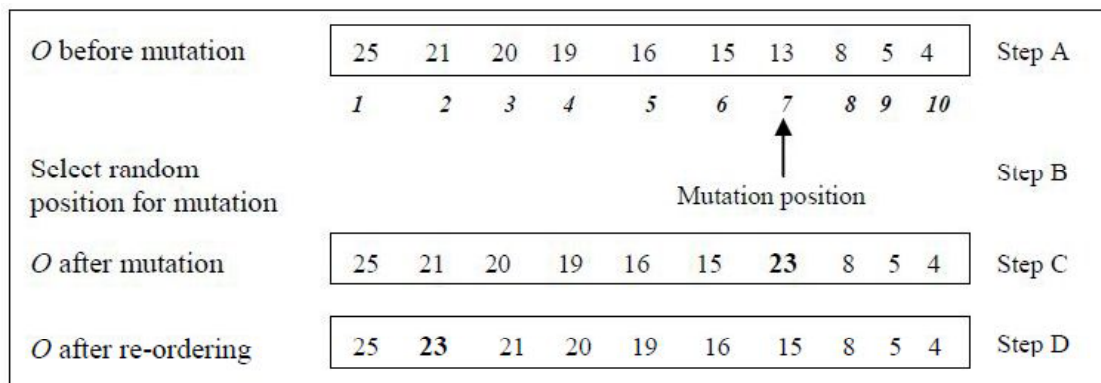 O before mutation 25 21 20 19 16 15 13 8 5 4 Step A
1 2 3 4 5 6 7 8 9 10
Select random
position for mutation
Step B
Mutation position
O after mutation 25 21 20 19 16 15 23 8 5 4 Step C
O after re-ordering 25 23 21 20 19 16 15 8 5 4 Step D